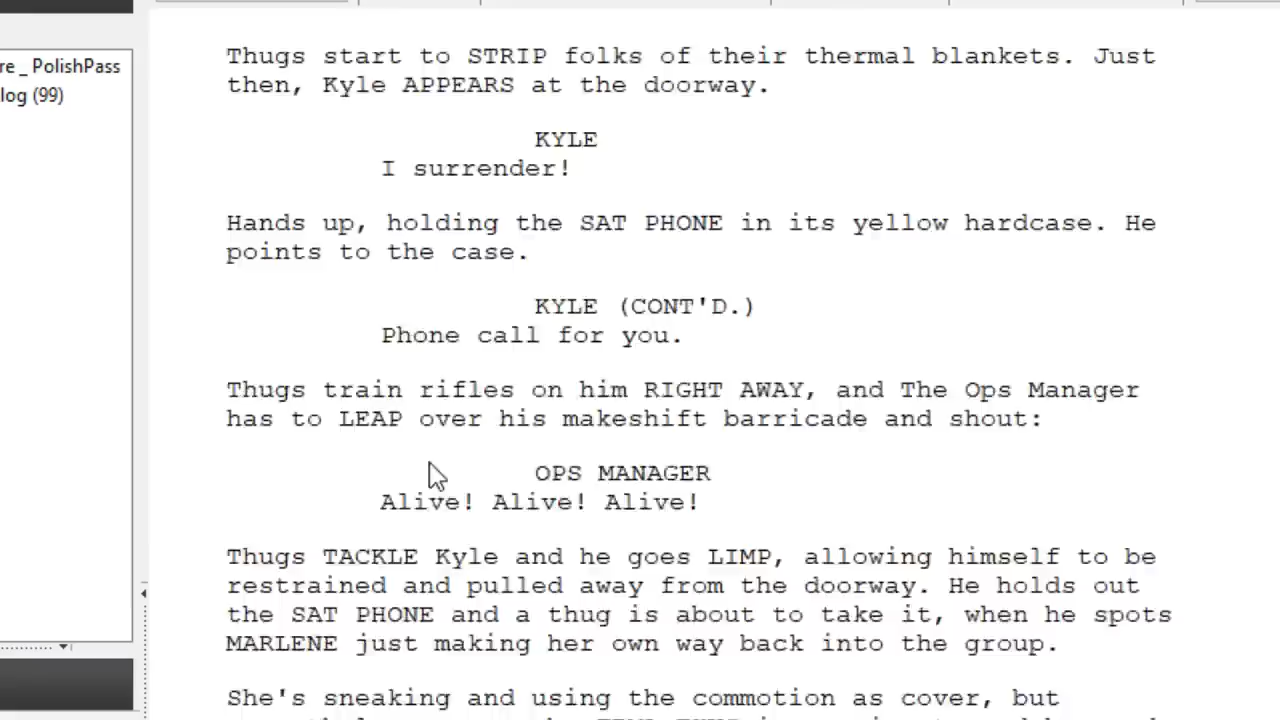 re _ PolishPass
log (99)
Thugs start to STRIP folks of their thermal blankets. Just
then, Kyle APPEARS at the doorway.
KYLE
I surrender!
Hands up, holding the SAT PHONE in its yellow hardcase. He
points to the case.
KYLE (CONT'D.)
Phone call for you.
Thugs train rifles on him RIGHT AWAY, and The Ops Manager
has to LEAP over his makeshift barricade and shout:
OPS MANAGER
Alive! Alive! Alive!
Thugs TACKLE Kyle and he goes LIMP, allowing himself to be
restrained and pulled away from the doorway. He holds out
the SAT PHONE and a thug is about to take it, when he spots
MARLENE just making her own way back into the group.
She's sneaking and using the commotion as cover, but